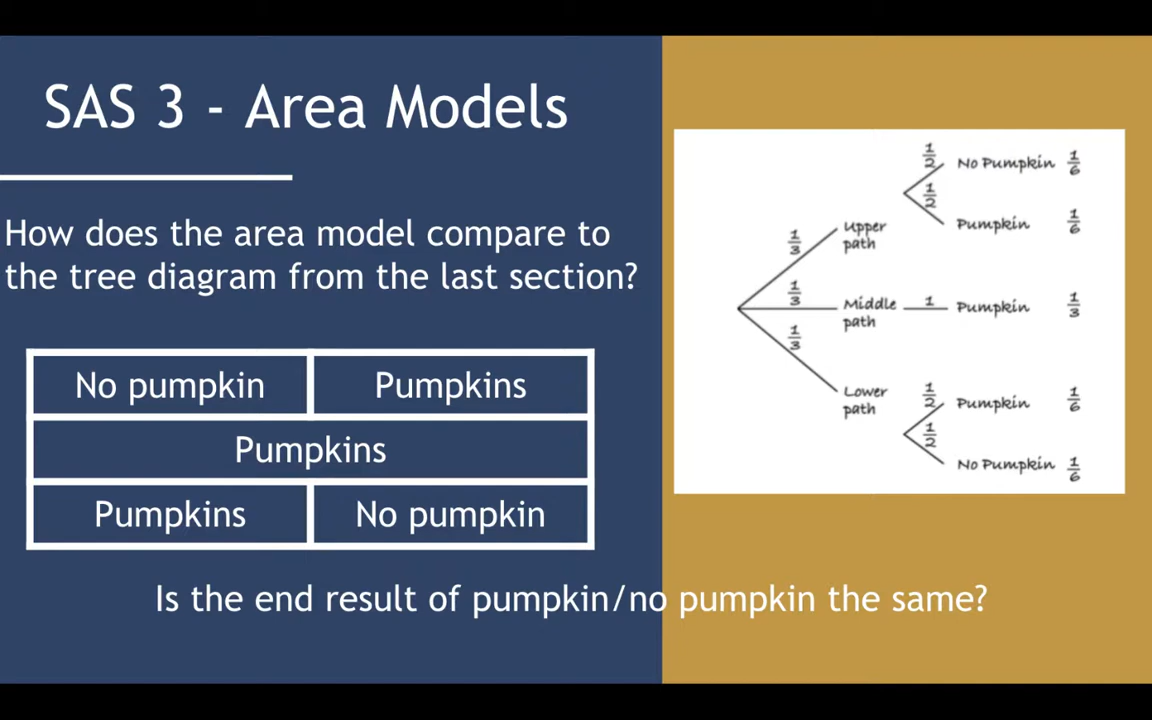 SAS 3 - Area Models
How does the area model compare to
the tree diagram from the last section?
No pumpkin
Pumpkins
Pumpkins
Pumpkins
No pumpkin
Is the end result of pumpkin/no pumpkin the same?
1/2 No Pumpkin 1/6
1/2 Pumpkin 1/6
1/3 Upper
path
1/3 Middle
path
1 Pumpkin 1/3
1/3 Lower
path
1/2 Pumpkin 1/6
1/2 No Pumpkin 1/6